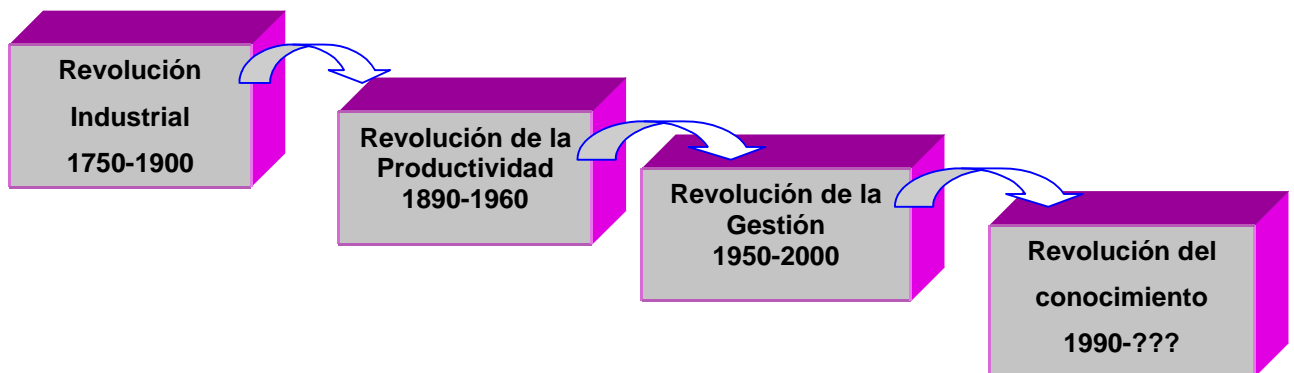 Revolución
Industrial
1750-1900
Revolución de la
Productividad
1890-1960
Revolución de la
Gestión
1950-2000
Revolución del
conocimiento
1990-???